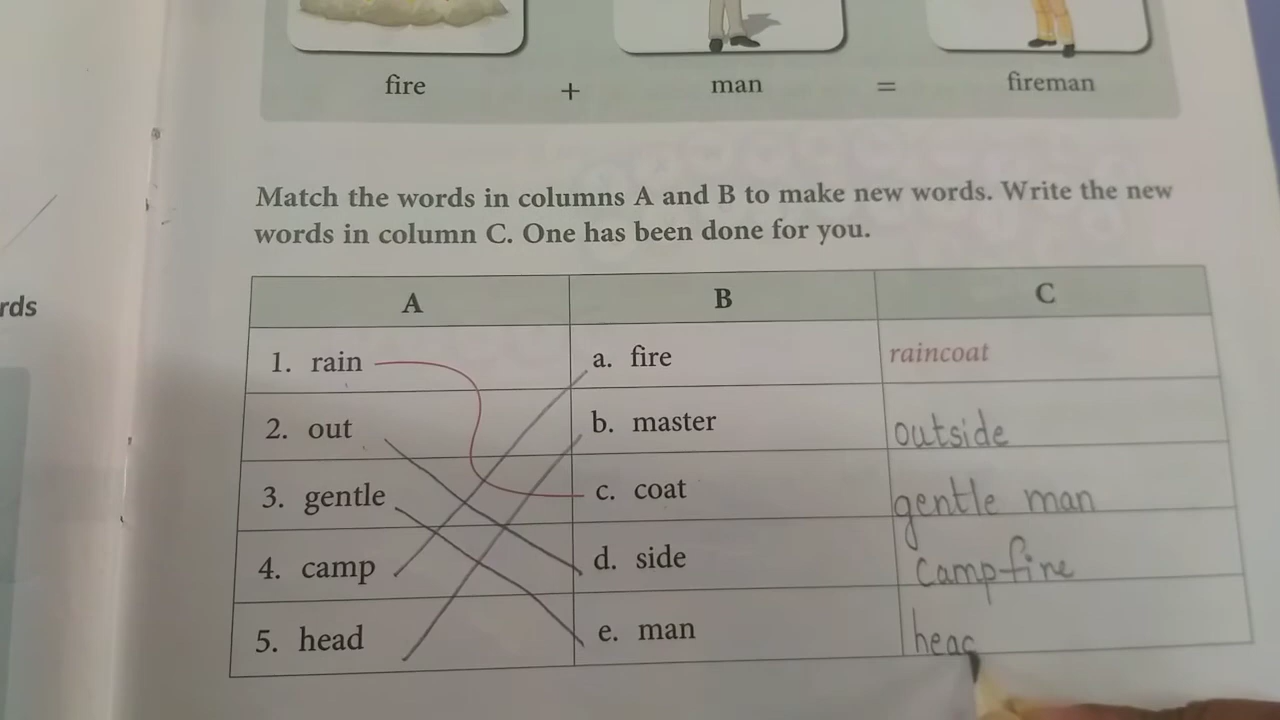 fire + man = fireman
Match the words in columns A and B to make new words. Write the new
words in column C. One has been done for you.
rds
A B C
1. rain a. fire raincoat
2. out b. master outside
3. gentle c. coat gentle man
4. camp d. side campfire
5. head e. man heac